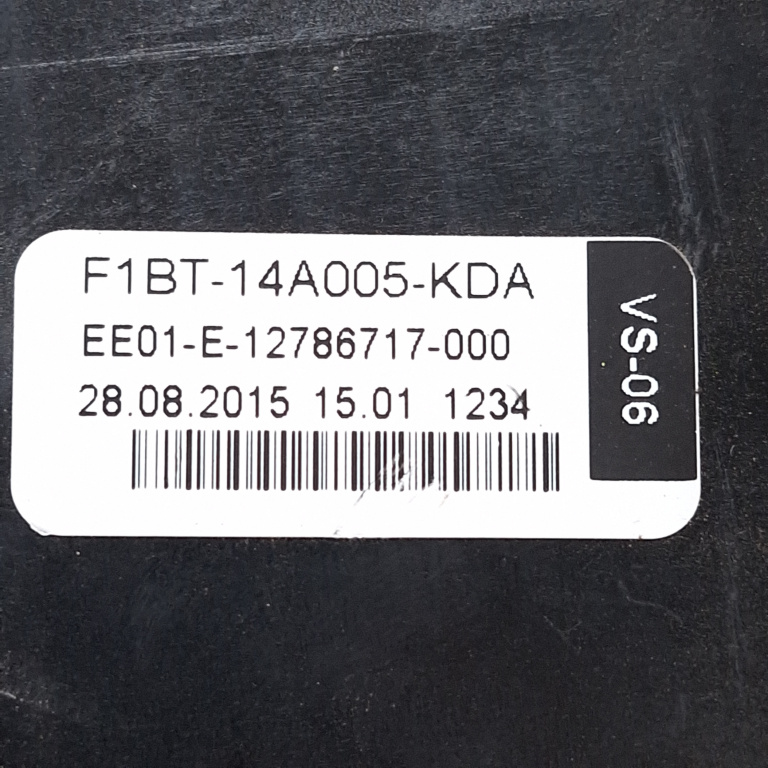 F1BT-14A005-KDA
EE01-E-12786717-000
28.08.2015 15.01 1234
VS-06